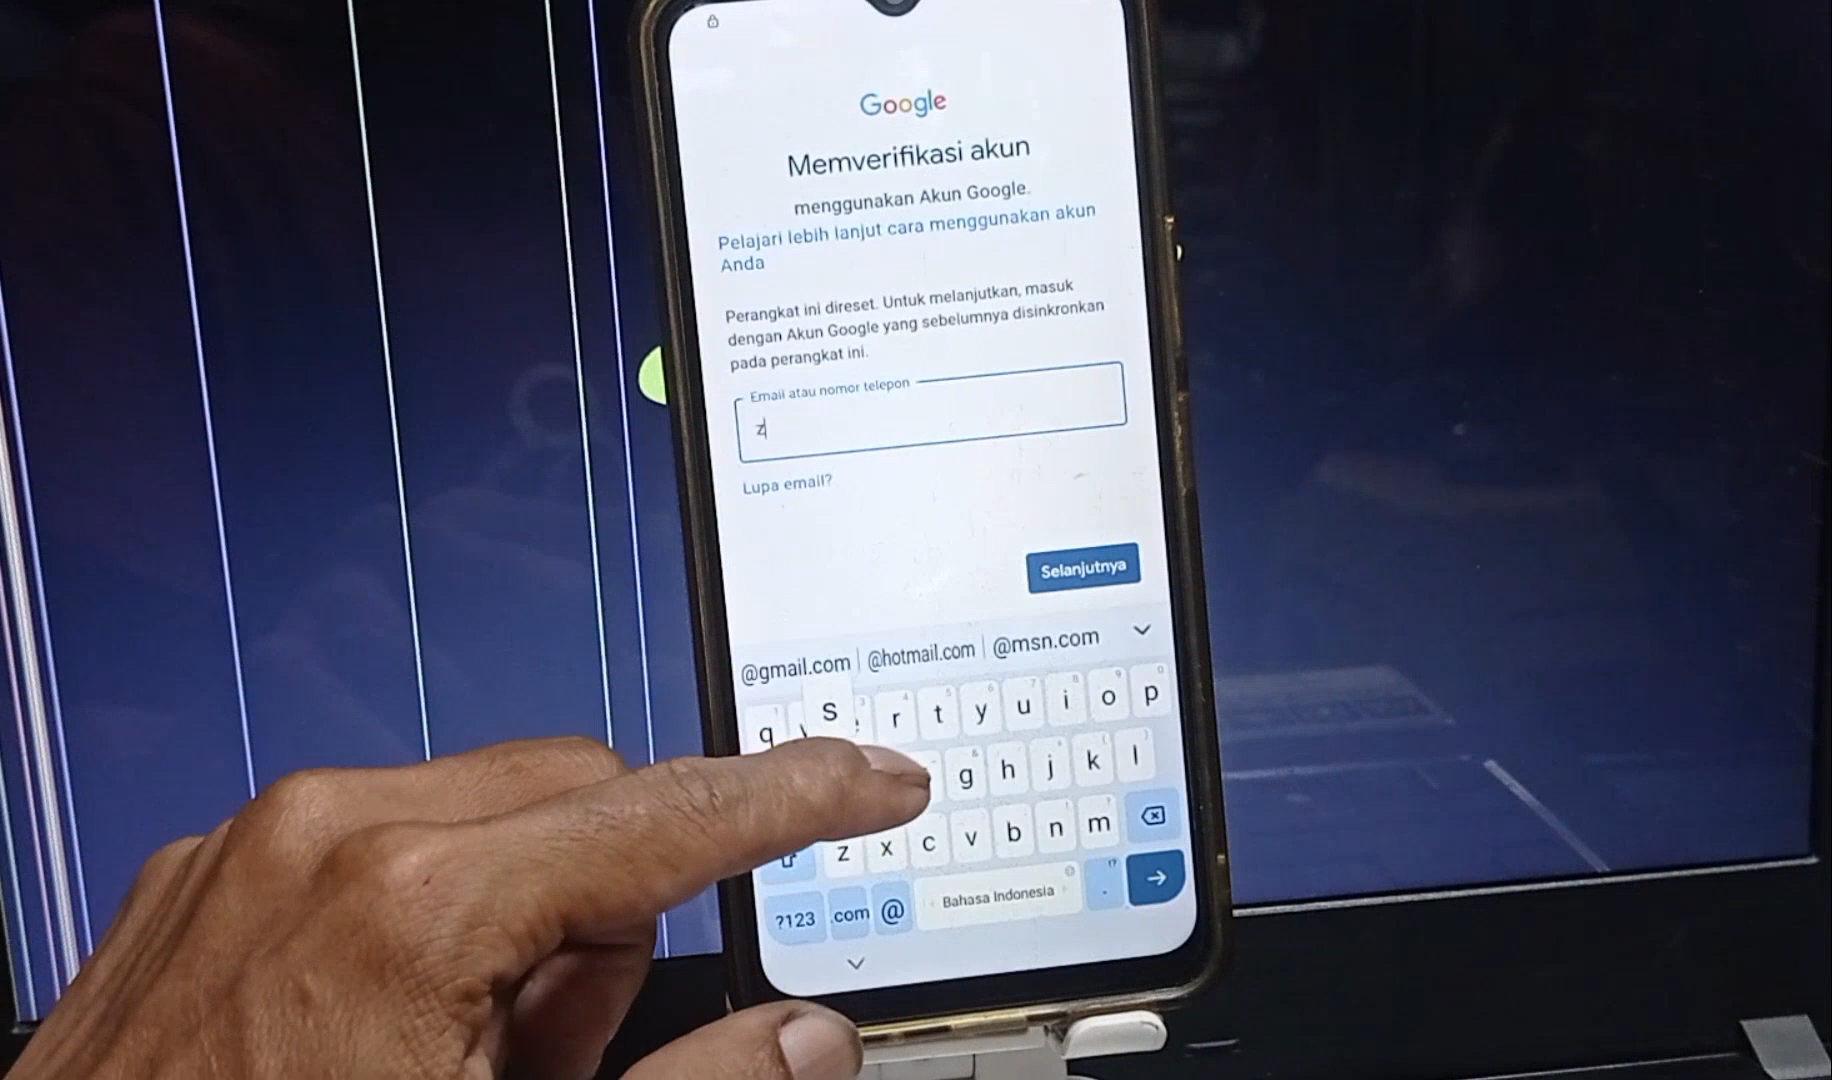 Google
Memverifikasi akun
menggunakan Akun Google.
Pelajari lebih lanjut cara menggunakan akun
Anda
Perangkat ini direset. Untuk melanjutkan, masuk
dengan Akun Google yang sebelumnya disinkronkan
pada perangkat ini.
Email atau nomor telepon
z
Lupa email?
Selanjutnya
@gmail.com @hotmail.com @msn.com
q S r t y u i o p
g h j k l
z x c v b n m
?123 .com @ Bahasa Indonesia .